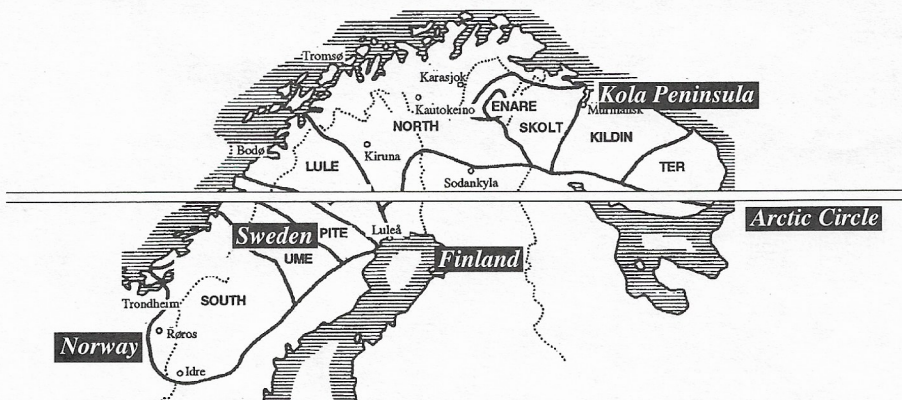 Tromsø
Karasjok
Kola Peninsula
Kautokeino
ENARE
Murmansk
NORTH
SKOLT
KILDIN
Bodø
Kiruna
LULE
TER
Sodankyla
Arctic Circle
Sweden
PITE
Luleå
UME
Finland
SOUTH
Trondheim
Røros
Norway
Idre